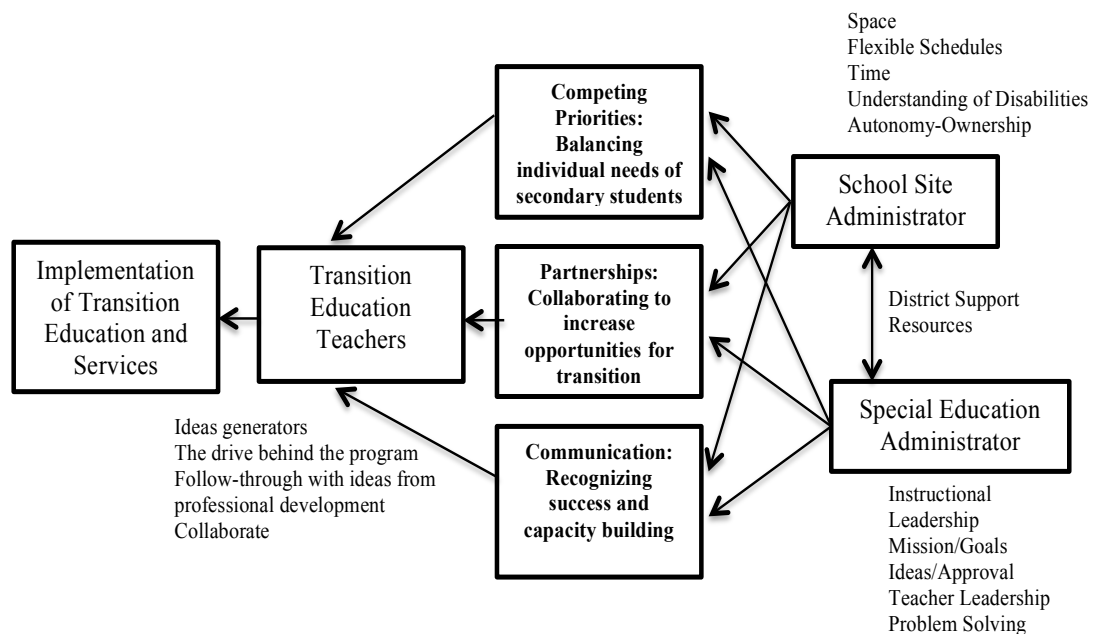 Space
Flexible Schedules
Time
Understanding of Disabilities
Autonomy-Ownership
Competing
Priorities:
Balancing
individual needs of
secondary students
School Site
Administrator
Implementation
of Transition
Education and
Services
Transition
Education
Teachers
Partnerships:
Collaborating to
increase
opportunities for
transition
District Support
Resources
Special Education
Administrator
Ideas generators
The drive behind the program
Follow-through with ideas from
professional development
Collaborate
Communication:
Recognizing
success and
capacity building
Instructional
Leadership
Mission/Goals
Ideas/Approval
Teacher Leadership
Problem Solving